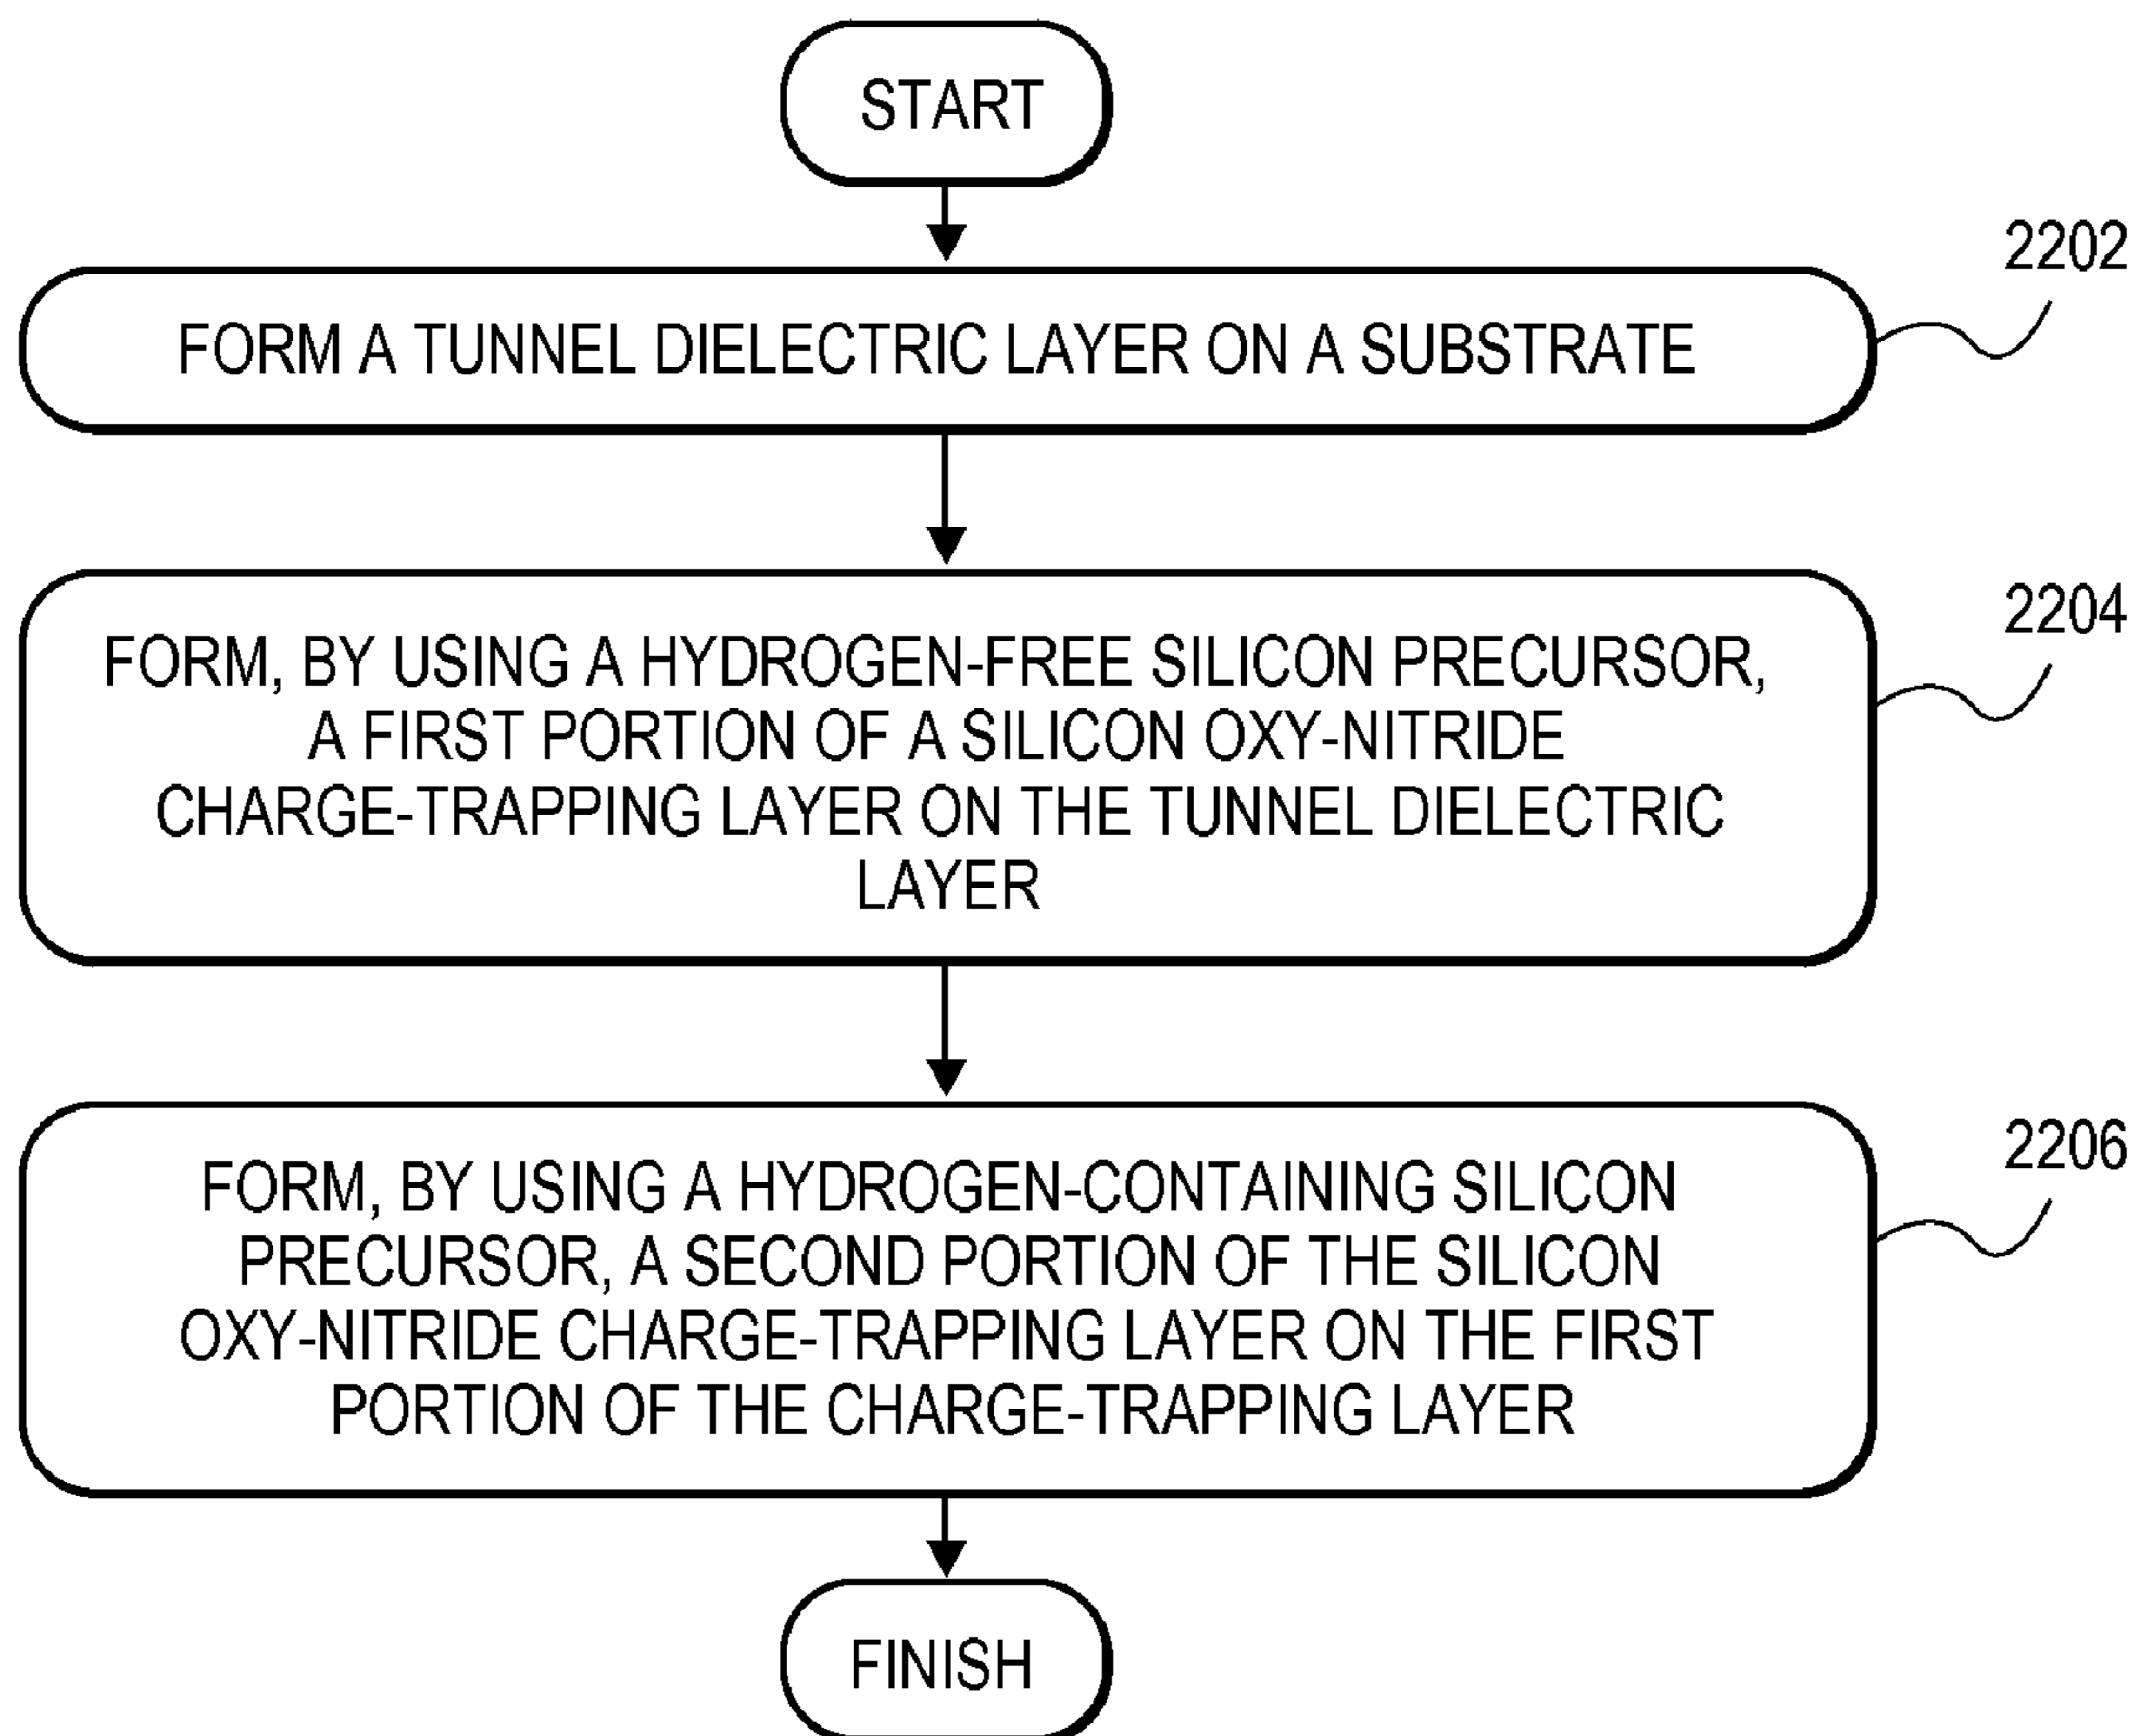 START
2202
FORM A TUNNEL DIELECTRIC LAYER ON A SUBSTRATE
2204
FORM, BY USING A HYDROGEN-FREE SILICON PRECURSOR,
A FIRST PORTION OF A SILICON OXY-NITRIDE
CHARGE-TRAPPING LAYER ON THE TUNNEL DIELECTRIC
LAYER
2206
FORM, BY USING A HYDROGEN-CONTAINING SILICON
PRECURSOR, A SECOND PORTION OF THE SILICON
OXY-NITRIDE CHARGE-TRAPPING LAYER ON THE FIRST
PORTION OF THE CHARGE-TRAPPING LAYER
FINISH